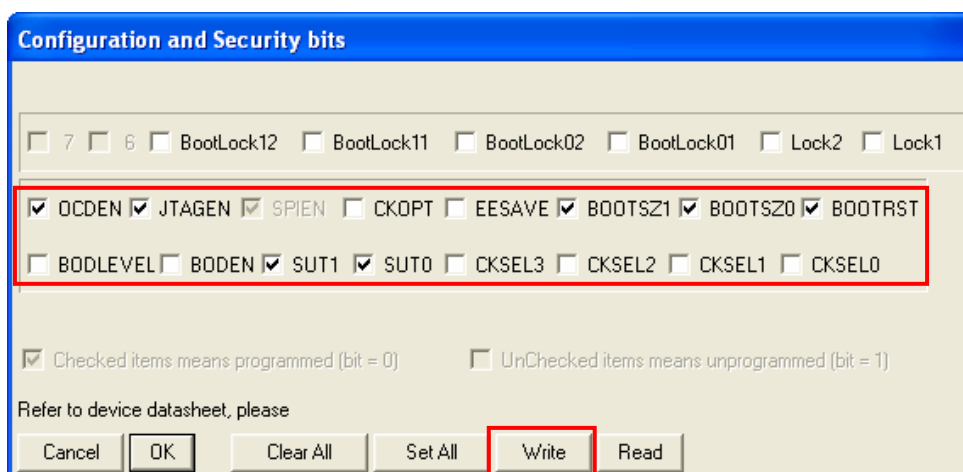 Configuration and Security bits
7 6 BootLock12 BootLock11 BootLock02 BootLock01 Lock2 Lock1
OCDEN JTAGEN SPIEN CKOPT EESAVE BOOTSZ1 BOOTSZ0 BOOTRST
BODLEVEL BODEN SUT1 SUT0 CKSEL3 CKSEL2 CKSEL1 CKSEL0
Checked items means programmed (bit = 0) UnChecked items means unprogrammed (bit = 1)
Refer to device datasheet, please
Cancel OK Clear All Set All Write Read